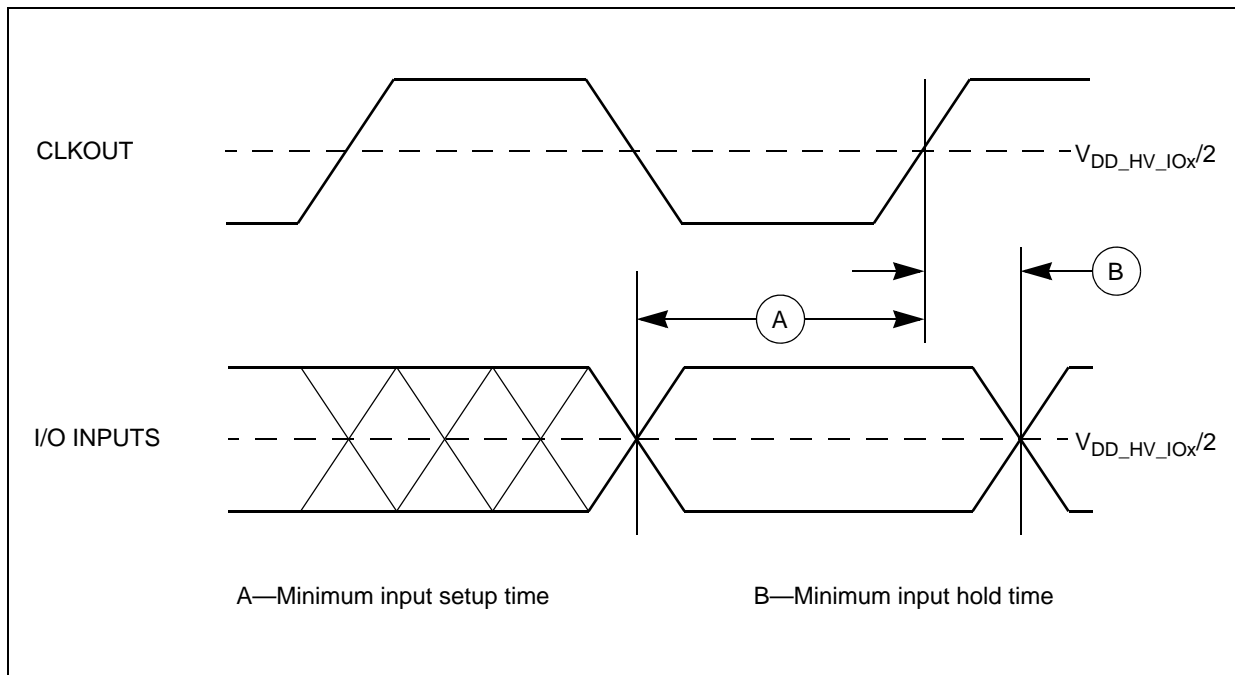 CLKOUT
V_DD_HV_IOx/2
B
A
I/O INPUTS
V_DD_HV_IOx/2
A—Minimum input setup time
B—Minimum input hold time